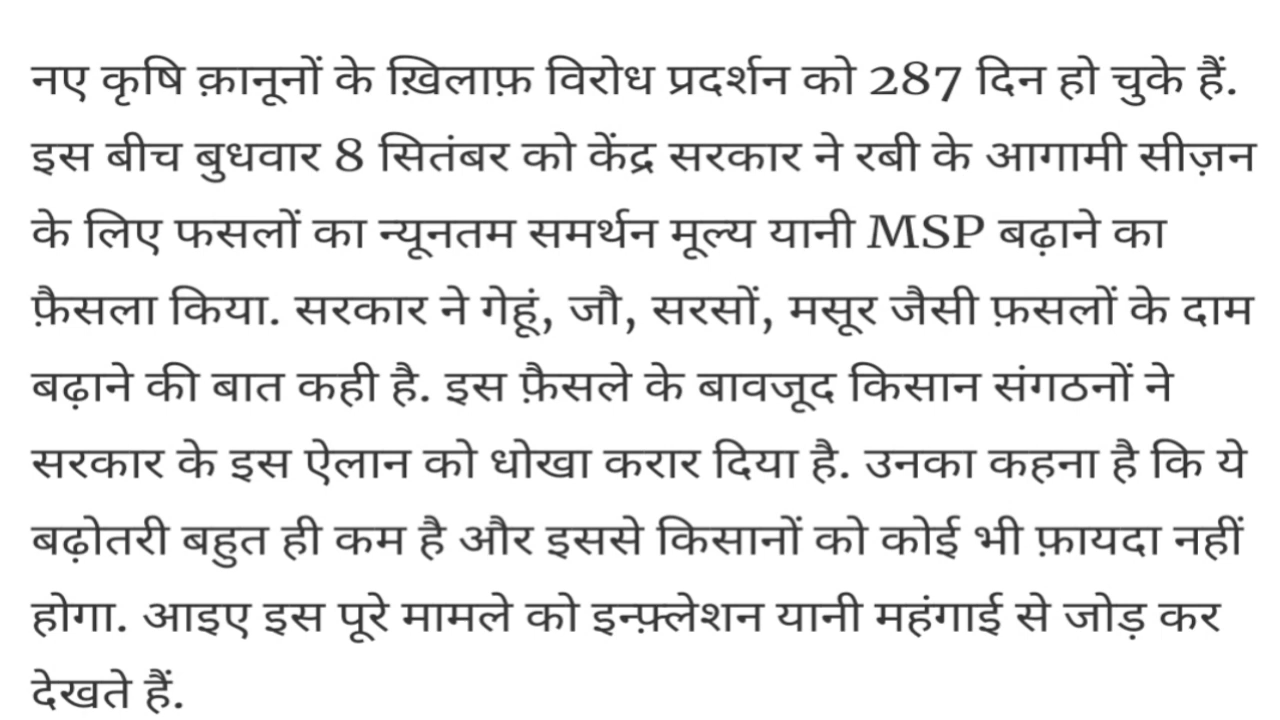 नए कृषि क़ानूनों के ख़िलाफ़ विरोध प्रदर्शन को 287 दिन हो चुके हैं.
इस बीच बुधवार 8 सितंबर को केंद्र सरकार ने रबी के आगामी सीज़न
के लिए फसलों का न्यूनतम समर्थन मूल्य यानी MSP बढ़ाने का
फ़ैसला किया. सरकार ने गेहूं, जौ, सरसों, मसूर जैसी फ़सलों के दाम
बढ़ाने की बात कही है. इस फ़ैसले के बावजूद किसान संगठनों ने
सरकार के इस ऐलान को धोखा करार दिया है. उनका कहना है कि ये
बढ़ोतरी बहुत ही कम है और इससे किसानों को कोई भी फ़ायदा नहीं
होगा. आइए इस पूरे मामले को इन्फ़्लेशन यानी महंगाई से जोड़ कर
देखते हैं.